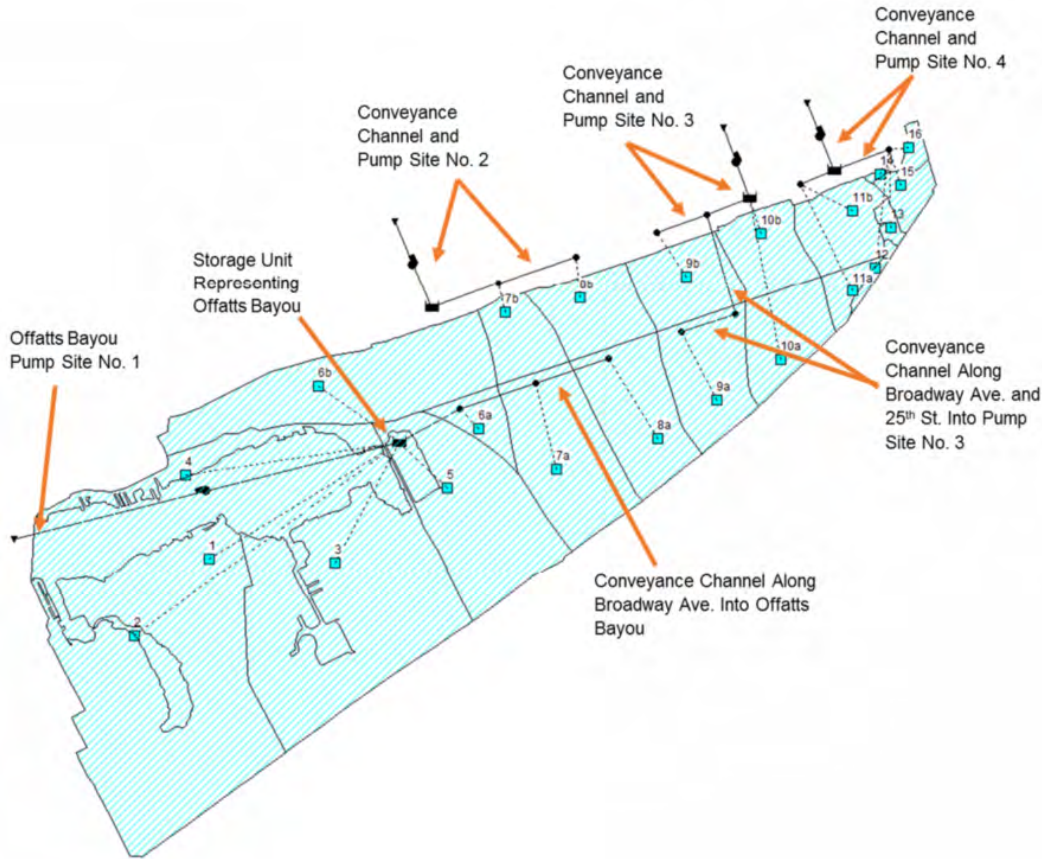 Conveyance
Channel and
Pump Site No. 4
Conveyance
Channel and
Pump Site No. 3
Conveyance
Channel and
Pump Site No. 2
Storage Unit
Representing
Offatts Bayou
Offatts Bayou
Pump Site No. 1
16
14
15
11b
13
10b
12
9b
11a
8b
7b
10a
6b
9a
6a
8a
7a
4
5
1
3
2
Conveyance
Channel Along
Broadway Ave. and
25th St. Into Pump
Site No. 3
Conveyance Channel Along
Broadway Ave. Into Offatts
Bayou